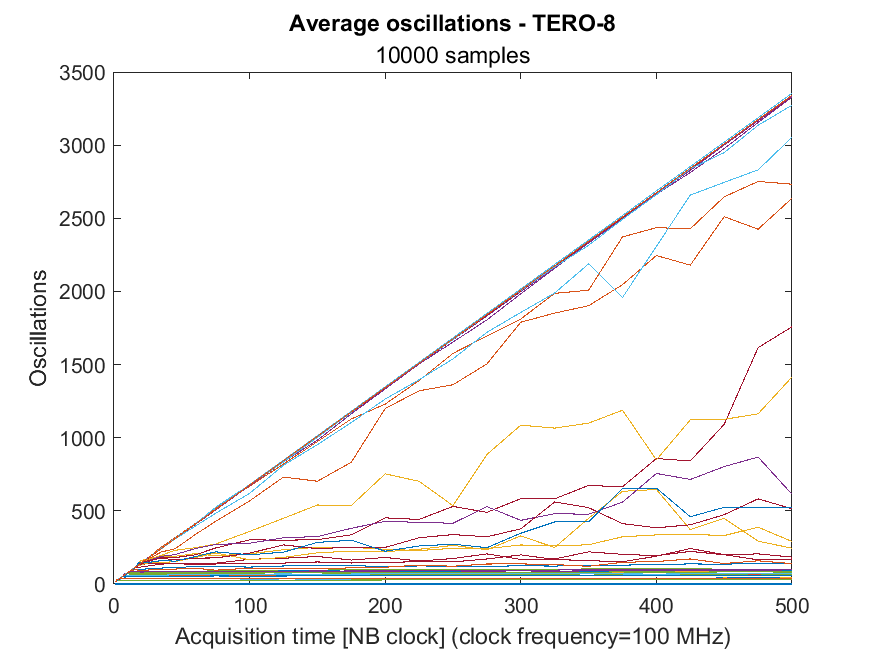 Average oscillations - TERO-8
10000 samples
3500
3000
2500
2000
1500
1000
500
0
Oscillations
0 100 200 300 400 500
Acquisition time [NB clock] (clock frequency=100 MHz)